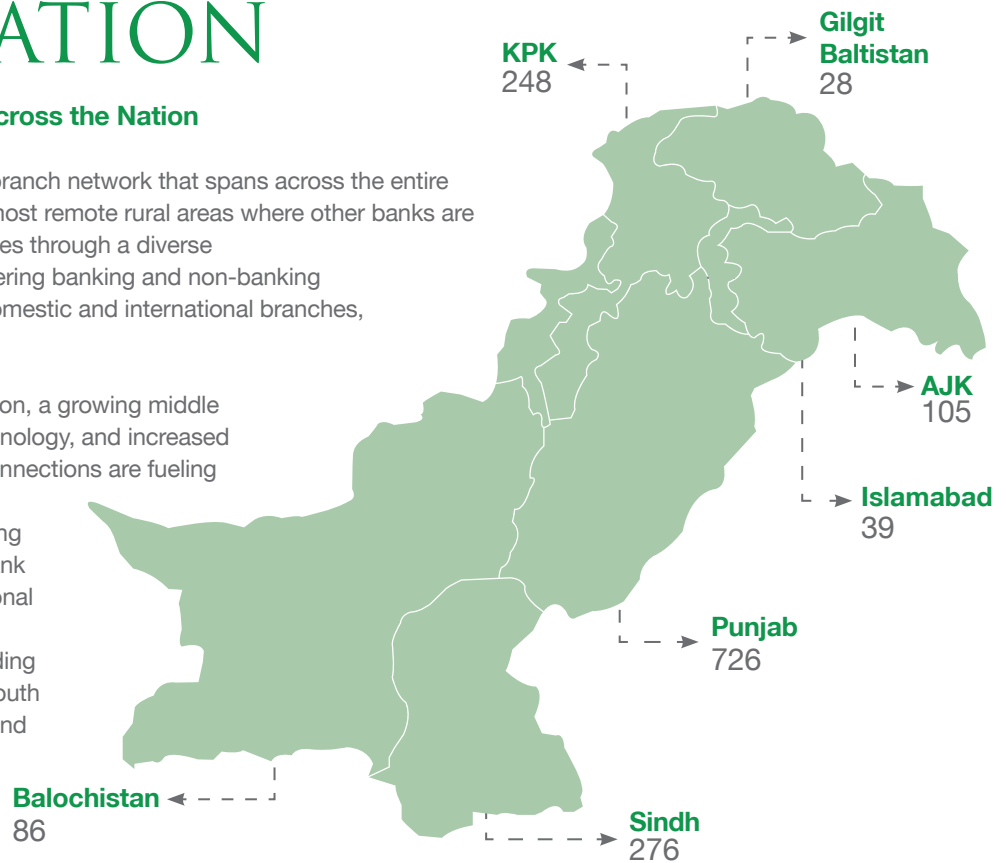 ATION
cross the Nation
branch network that spans across the entire
most remote rural areas where other banks are
es through a diverse
ering banking and non-banking
omestic and international branches,
on, a growing middle
nology, and increased
nnections are fueling
ng
nk
onal
ding
outh
nd
KPK
248
Gilgit
Baltistan
28
AJK
105
Islamabad
39
Punjab
726
Balochistan
86
Sindh
276